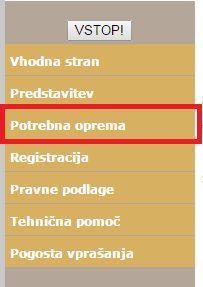 VSTOP!
Vhodna stran
Predstavitev
Potrebna oprema
Registracija
Pravne podlage
Tehnična pomoč
Pogosta vprašanja